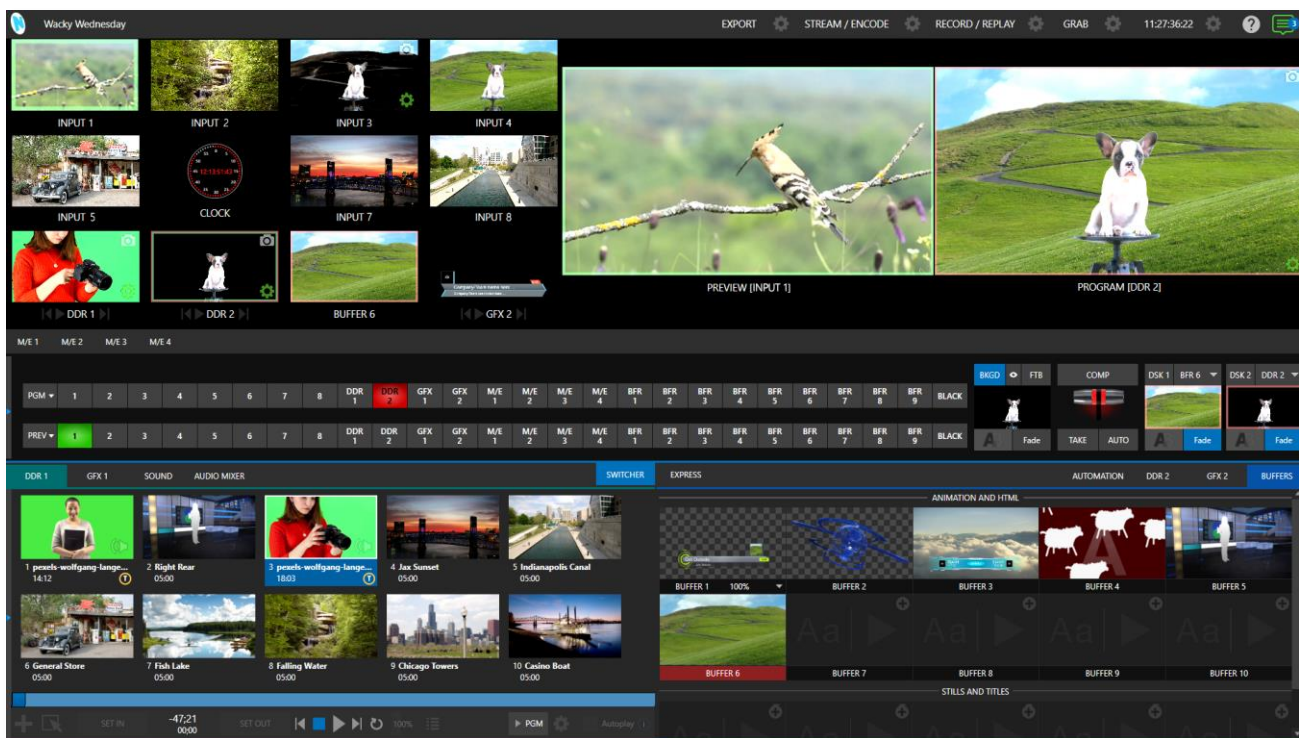 Wacky Wednesday
EXPORT STREAM / ENCODE RECORD / REPLAY GRAB 11:27:36:22 ? 3
INPUT 1 INPUT 2 INPUT 3 INPUT 4
INPUT 5 CLOCK INPUT 7 INPUT 8
DDR 1 DDR 2 BUFFER 6 GFX 2
PREVIEW [INPUT 1] PROGRAM [DDR 2]
M/E 1 M/E 2 M/E 3 M/E 4
BKGD FTB COMP DSK 1 BFR 6 DSK 2 DDR 2
PGM 1 2 3 4 5 6 7 8 DDR 1 DDR 2 GFX 1 GFX 2 M/E 1 M/E 2 M/E 3 M/E 4 BFR 1 BFR 2 BFR 3 BFR 4 BFR 5 BFR 6 BFR 7 BFR 8 BFR 9 BLACK
PREV 1 2 3 4 5 6 7 8 DDR 1 DDR 2 GFX 1 GFX 2 M/E 1 M/E 2 M/E 3 M/E 4 BFR 1 BFR 2 BFR 3 BFR 4 BFR 5 BFR 6 BFR 7 BFR 8 BFR 9 BLACK
A Fade TAKE AUTO A Fade A Fade
DDR 1 GFX 1 SOUND AUDIO MIXER SWITCHER
1 pexels-wolfgang-lange... 2 Right Rear 3 pexels-wolfgang-lange... 4 Jax Sunset 5 Indianapolis Canal
14:12 T 05:00 18:03 T 05:00 05:00
6 General Store 7 Fish Lake 8 Falling Water 9 Chicago Towers 10 Casino Boat
05:00 05:00 05:00 05:00 05:00
SET IN -47;21 SET OUT 100% PGM Autoplay
00;00
EXPRESS AUTOMATION DDR 2 GFX 2 BUFFERS
ANIMATION AND HTML
A
BUFFER 1 100% BUFFER 2 BUFFER 3 BUFFER 4 BUFFER 5
Aa Aa Aa Aa
BUFFER 6 BUFFER 7 BUFFER 8 BUFFER 9 BUFFER 10
STILLS AND TITLES